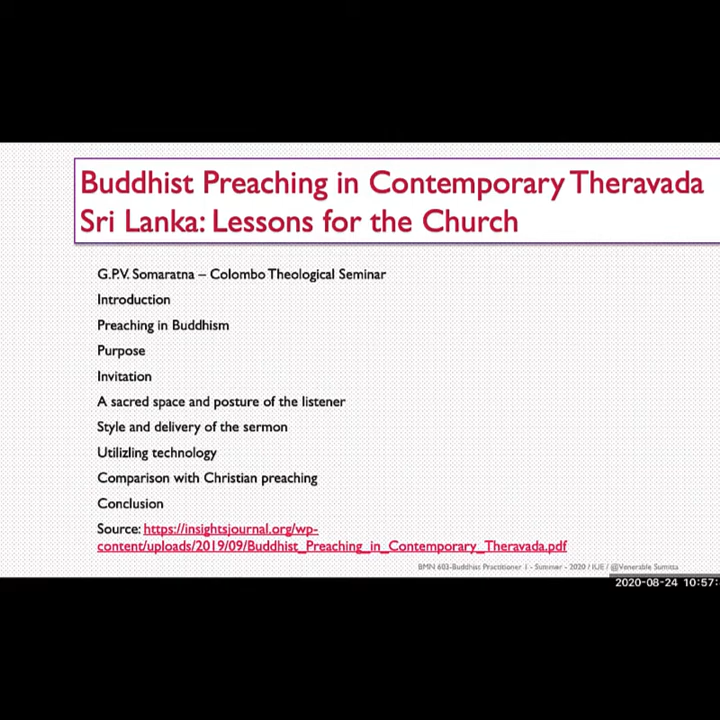 Buddhist Preaching in Contemporary Theravada
Sri Lanka: Lessons for the Church
G.P.V. Somaratna – Colombo Theological Seminar
Introduction
Preaching in Buddhism
Purpose
Invitation
A sacred space and posture of the listener
Style and delivery of the sermon
Utilizling technology
Comparison with Christian preaching
Conclusion
Source: https://insightsjournal.org/wp-
content/uploads/2019/09/Buddhist_Preaching_in_Contemporary_Theravada.pdf
BMN 603-Buddhist Practitioner 1 - Summer - 2020 / IIJE / @Venerable Sumitta
2020-08-24 10:57: